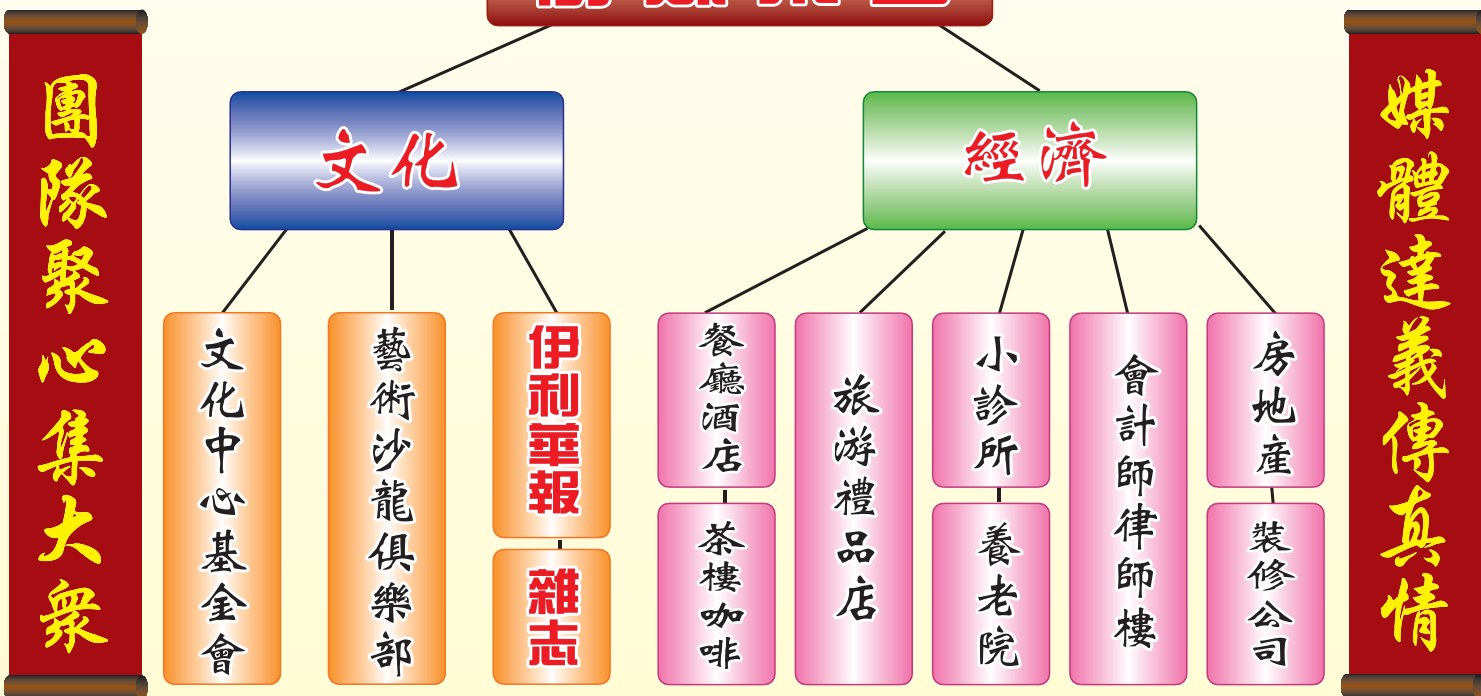 團隊聚心集大衆
媒體達義傳真情
文化
經濟
文化中心基金會
藝術沙龍俱樂部
伊利華報
雜志
餐廳酒店
茶樓咖啡
旅游禮品店
小診所
養老院
會計師律師師樓
房地産
裝修公司